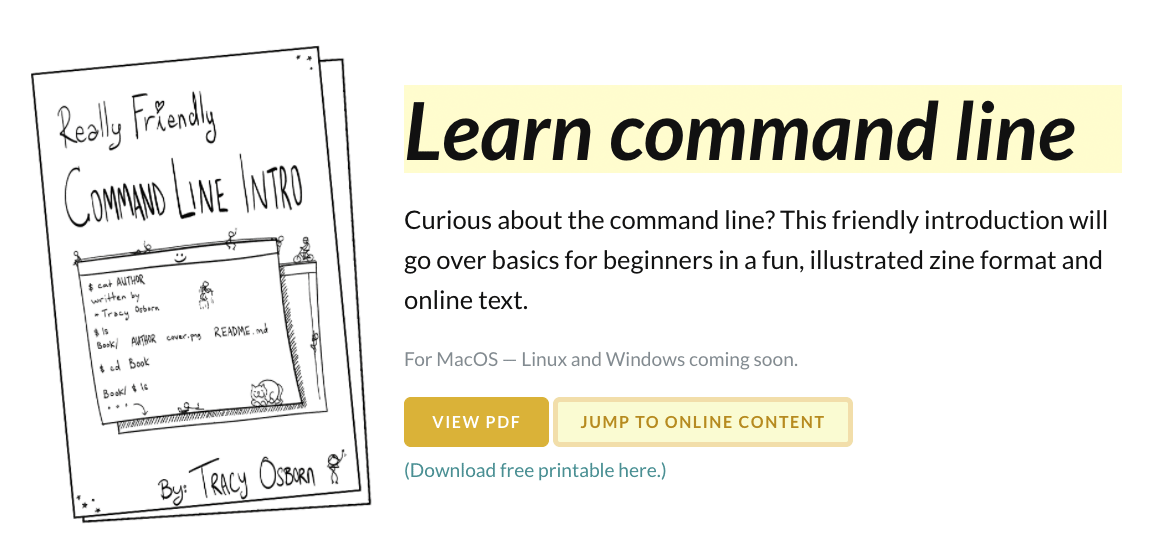 Really Friendly
COMMAND LINE INTRO
$ cat AUTHOR
written by
- Tracy Osborn
$ ls
Book/ AUTHOR cover.png README.md
$ cd Book
Book/ $ ls
By: TRACY OSBORN
Learn command line
Curious about the command line? This friendly introduction will
go over basics for beginners in a fun, illustrated zine format and
online text.
For MacOS — Linux and Windows coming soon.
VIEW PDF
JUMP TO ONLINE CONTENT
(Download free printable here.)